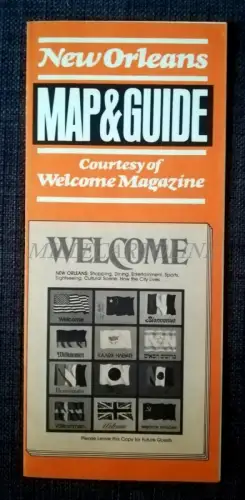 New Orleans
MAP & GUIDE
Courtesy of
Welcome Magazine
WELCOME
NEW ORLEANS: Shopping, Dining, Entertainment, Sports,
Sightseeing, Cultural Scene, How the City Lives
Welcome
Bienvenue
Welcome
Please Leave this Copy for Future Guests.